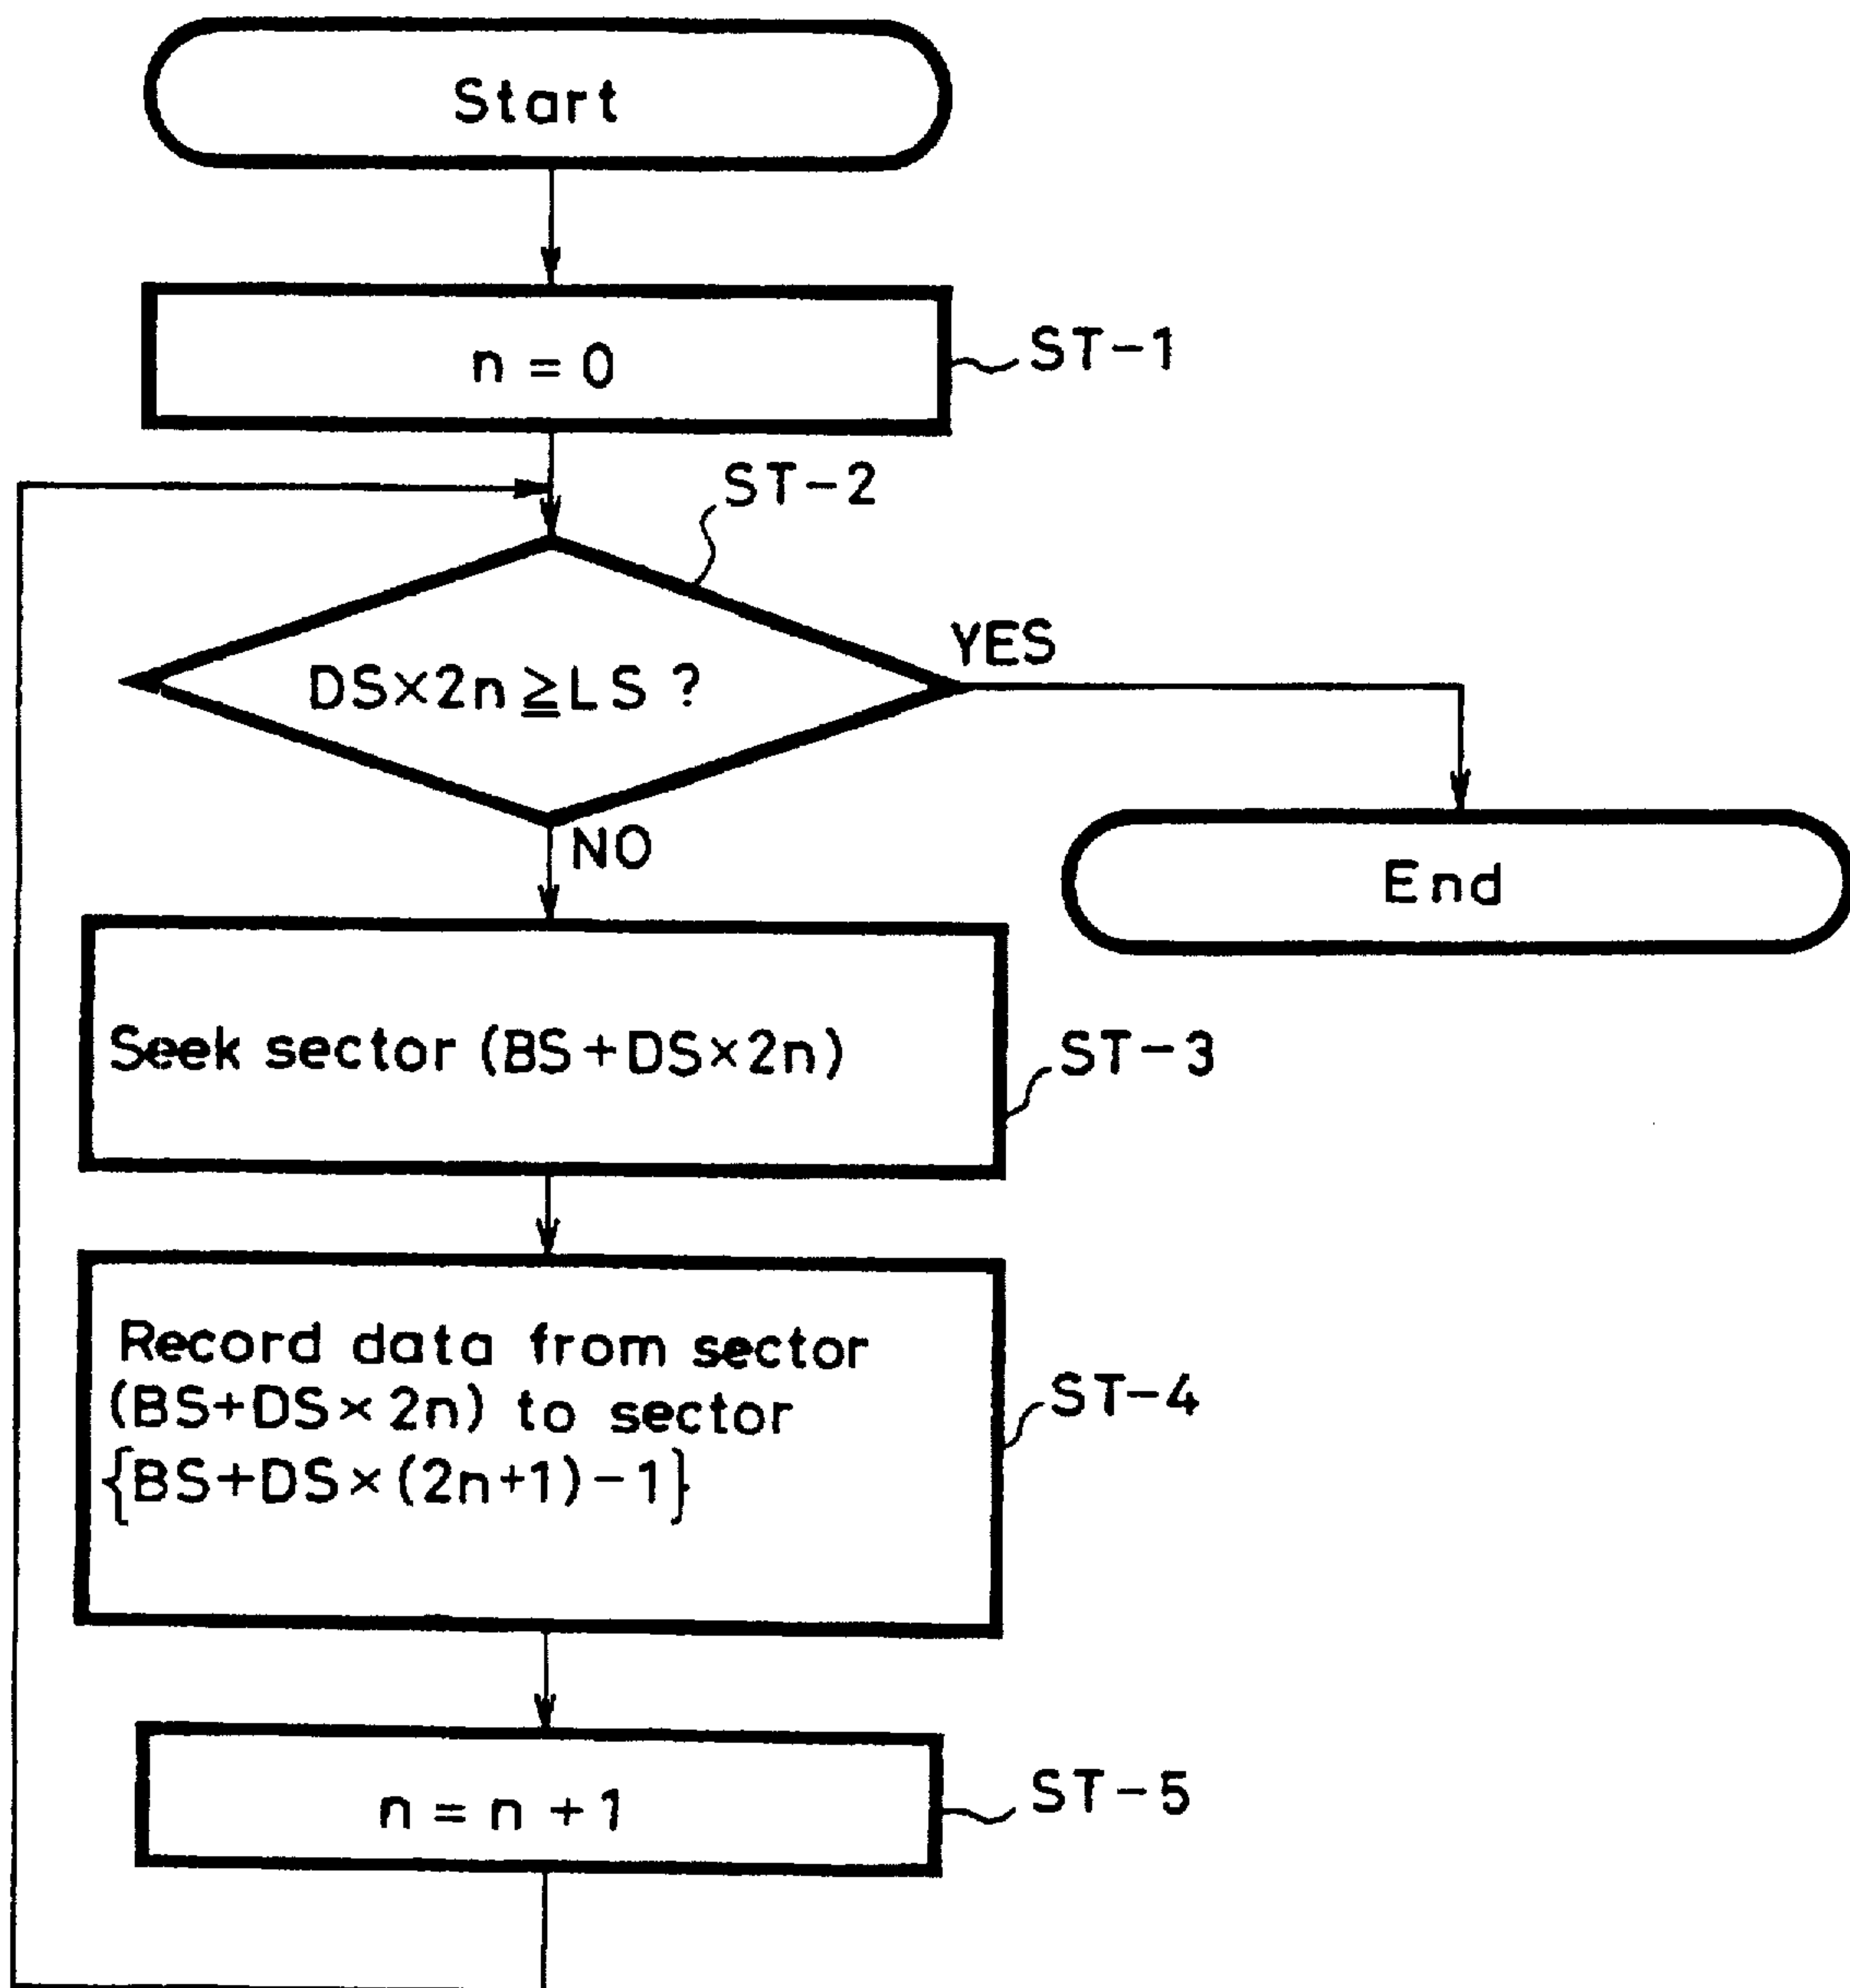 Start
n = 0
ST-1
ST-2
DS×2n≧LS ?
YES
NO
End
Seek sector (BS+DS×2n)
ST-3
Record data from sector
(BS+DS×2n) to sector
{BS+DS×(2n+1)-1}
ST-4
n = n + 1
ST-5